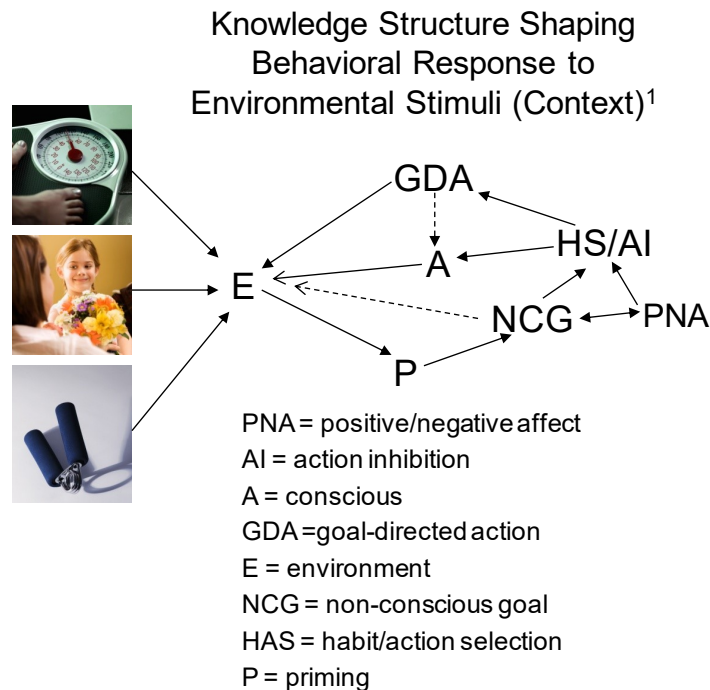 Knowledge Structure Shaping
Behavioral Response to
Environmental Stimuli (Context)1
GDA
HS/AI
A
E
NCG
PNA
P
PNA = positive/negative affect
AI = action inhibition
A = conscious
GDA =goal-directed action
E = environment
NCG = non-conscious goal
HAS = habit/action selection
P = priming